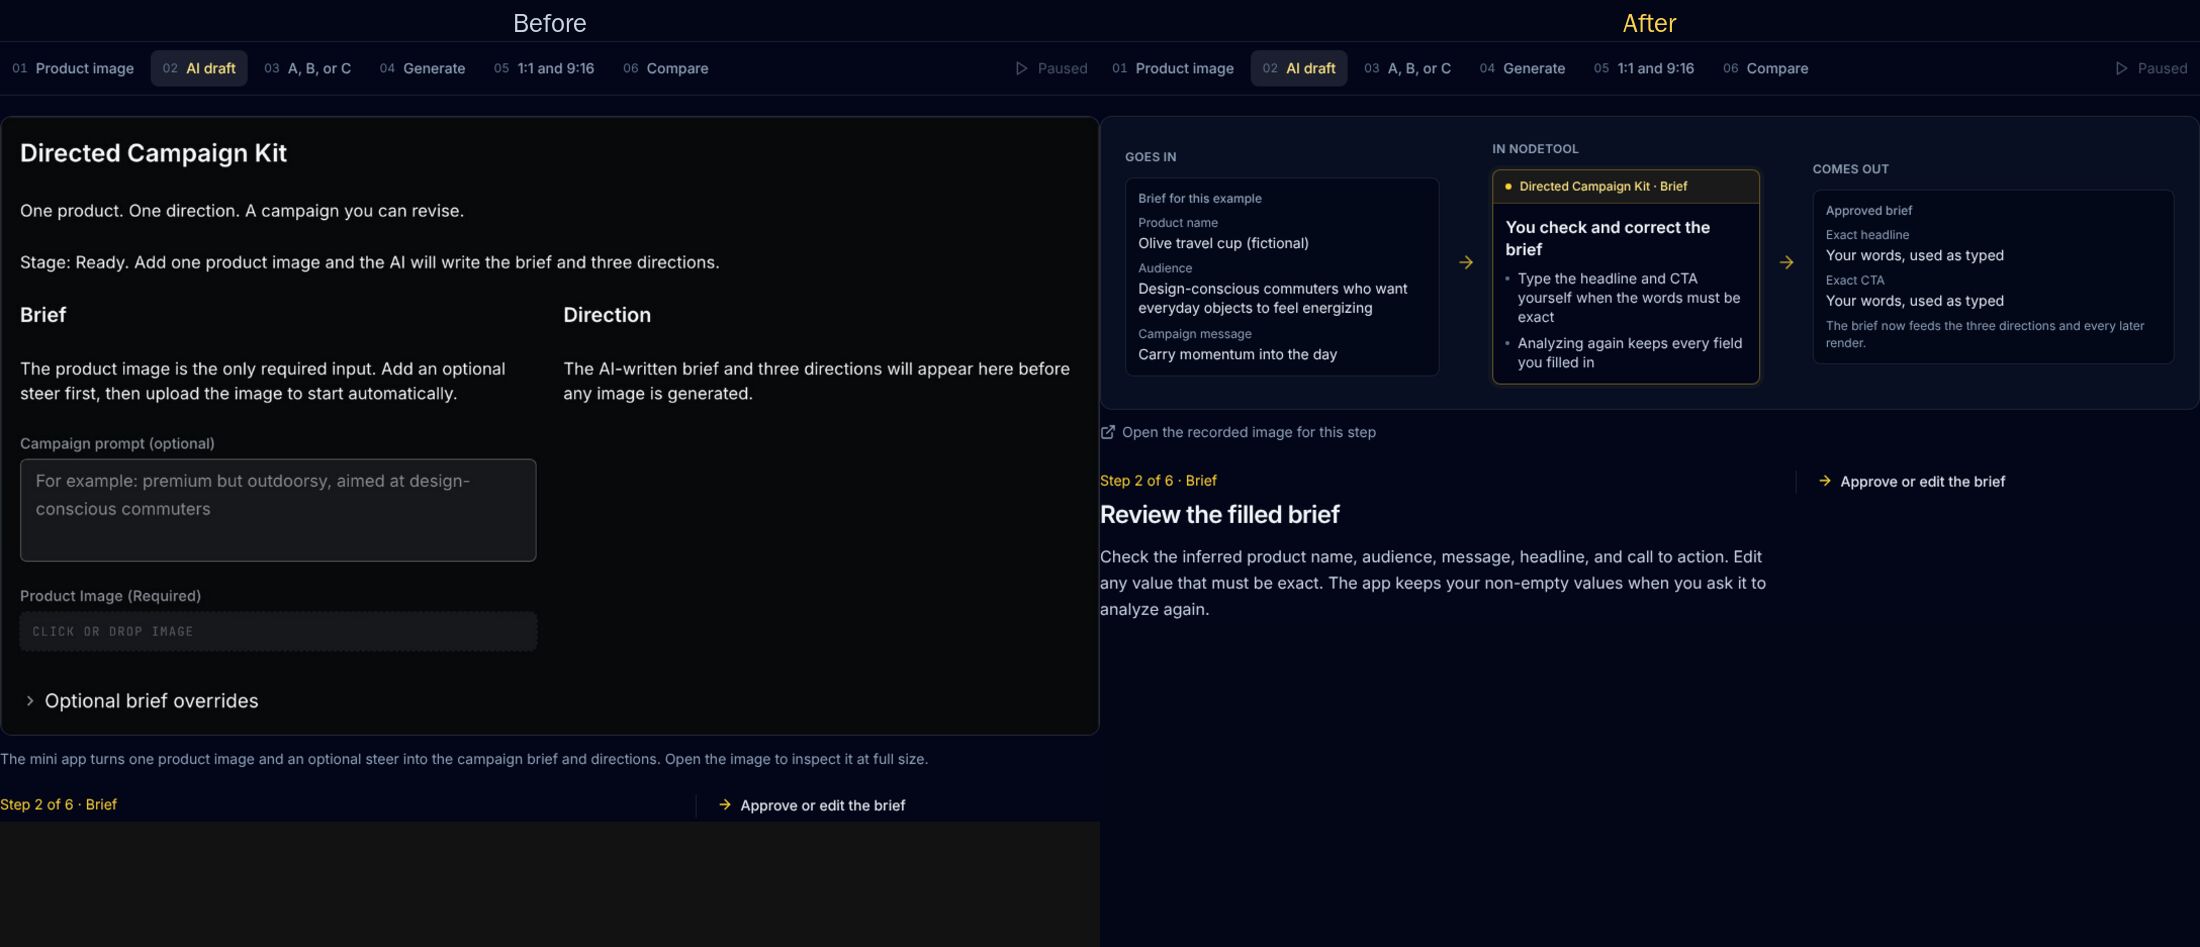 Before
01 Product image 02 AI draft 03 A, B, or C 04 Generate 05 1:1 and 9:16 06 Compare Paused
Directed Campaign Kit
One product. One direction. A campaign you can revise.
Stage: Ready. Add one product image and the AI will write the brief and three directions.
Brief
The product image is the only required input. Add an optional
steer first, then upload the image to start automatically.
Campaign prompt (optional)
For example: premium but outdoorsy, aimed at design-
conscious commuters
Product Image (Required)
CLICK OR DROP IMAGE
Optional brief overrides
Direction
The AI-written brief and three directions will appear here before
any image is generated.
The mini app turns one product image and an optional steer into the campaign brief and directions. Open the image to inspect it at full size.
Step 2 of 6 · Brief
→ Approve or edit the brief
After
01 Product image 02 AI draft 03 A, B, or C 04 Generate 05 1:1 and 9:16 06 Compare Paused
GOES IN
Brief for this example
Product name
Olive travel cup (fictional)
Audience
Design-conscious commuters who want
everyday objects to feel energizing
Campaign message
Carry momentum into the day
→
IN NODETOOL
Directed Campaign Kit · Brief
You check and correct the
brief
• Type the headline and CTA
yourself when the words must be
exact
• Analyzing again keeps every field
you filled in
→
COMES OUT
Approved brief
Exact headline
Your words, used as typed
Exact CTA
Your words, used as typed
The brief now feeds the three directions and every later
render.
Open the recorded image for this step
Step 2 of 6 · Brief
Review the filled brief
Check the inferred product name, audience, message, headline, and call to action. Edit
any value that must be exact. The app keeps your non-empty values when you ask it to
analyze again.
→ Approve or edit the brief